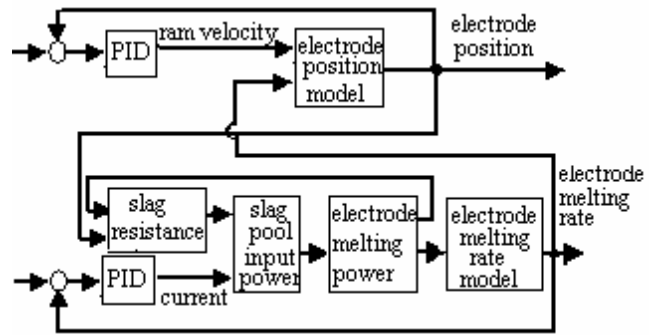 PID
ram velocity
electrode
position
model
electrode
position
slag
resistance
slag
pool
input
power
electrode
melting
power
electrode
melting
rate
model
electrode
melting
rate
PID
current